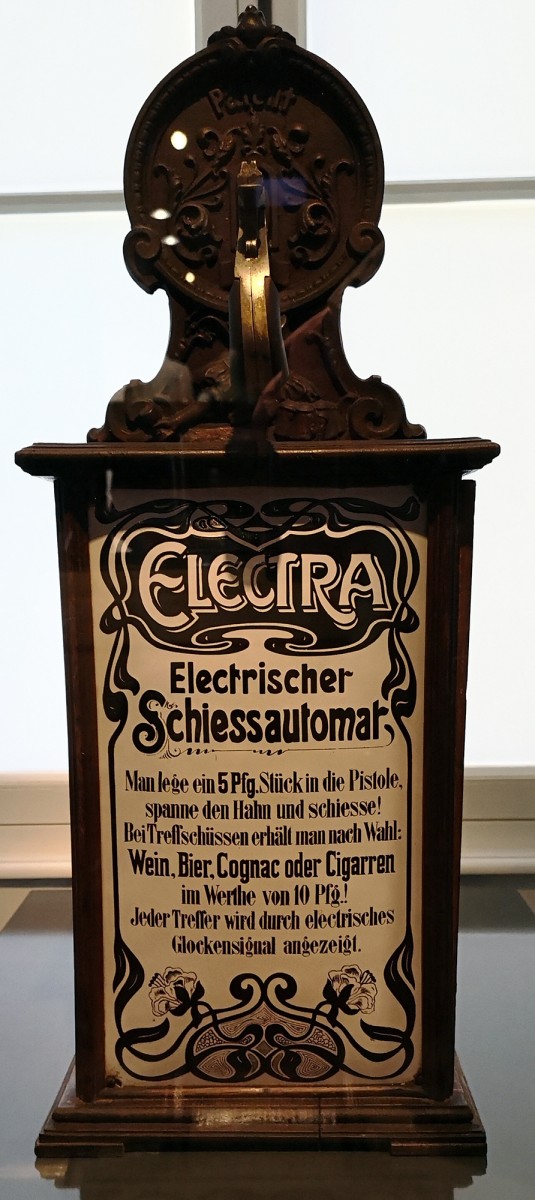 Patent
ELECTRA
Electrischer
Schiessautomat
Man lege ein 5 Pfg. Stück in die Pistole,
spanne den Hahn und schiesse!
Bei Treffschüssen erhält man nach Wahl:
Wein, Bier, Cognac oder Cigarren
im Werthe von 10 Pfg.!
Jeder Treffer wird durch electrisches
Glockensignal angezeigt.